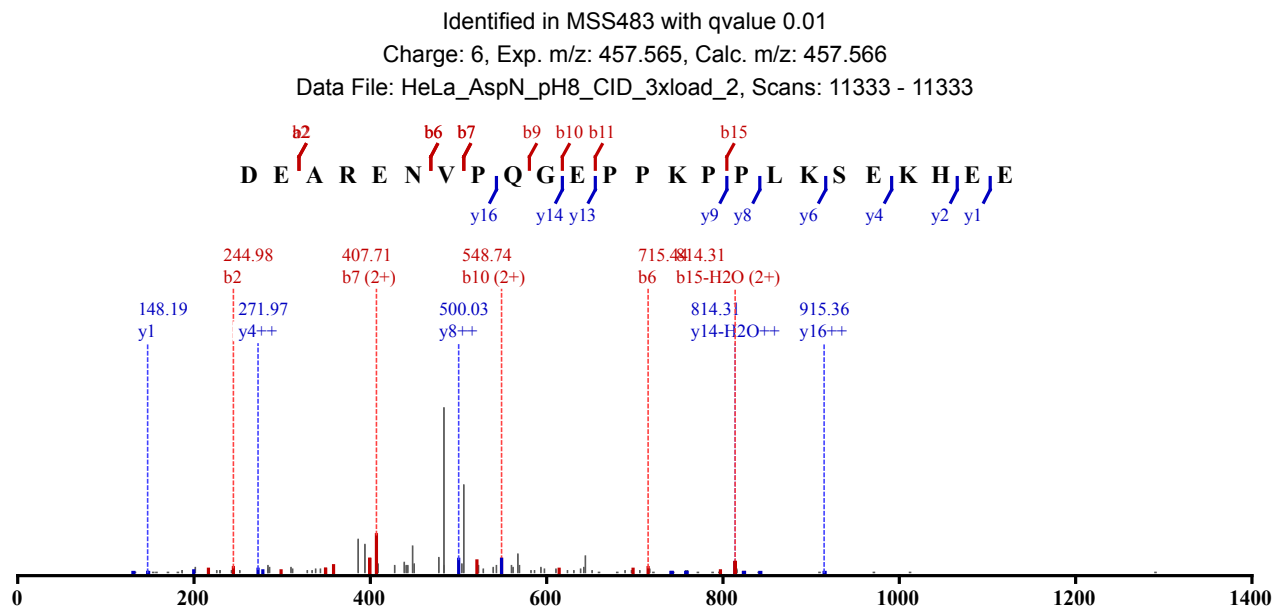 Identified in MSS483 with qvalue 0.01
Charge: 6, Exp. m/z: 457.565, Calc. m/z: 457.566
Data File: HeLa_AspN_pH8_CID_3xload_2, Scans: 11333 - 11333
b2 b6 b7 b9 b10 b11 b15
D E A R E N V P Q G E P P K P P L K S E K H E E
y16 y14 y13 y9 y8 y6 y4 y2 y1
244.98 407.71 548.74 715.44 814.31
b2 b7 (2+) b10 (2+) b6 b15-H2O (2+)
148.19 271.97 500.03 814.31 915.36
y1 y4++ y8++ y14-H2O++ y16++
0 200 400 600 800 1000 1200 1400